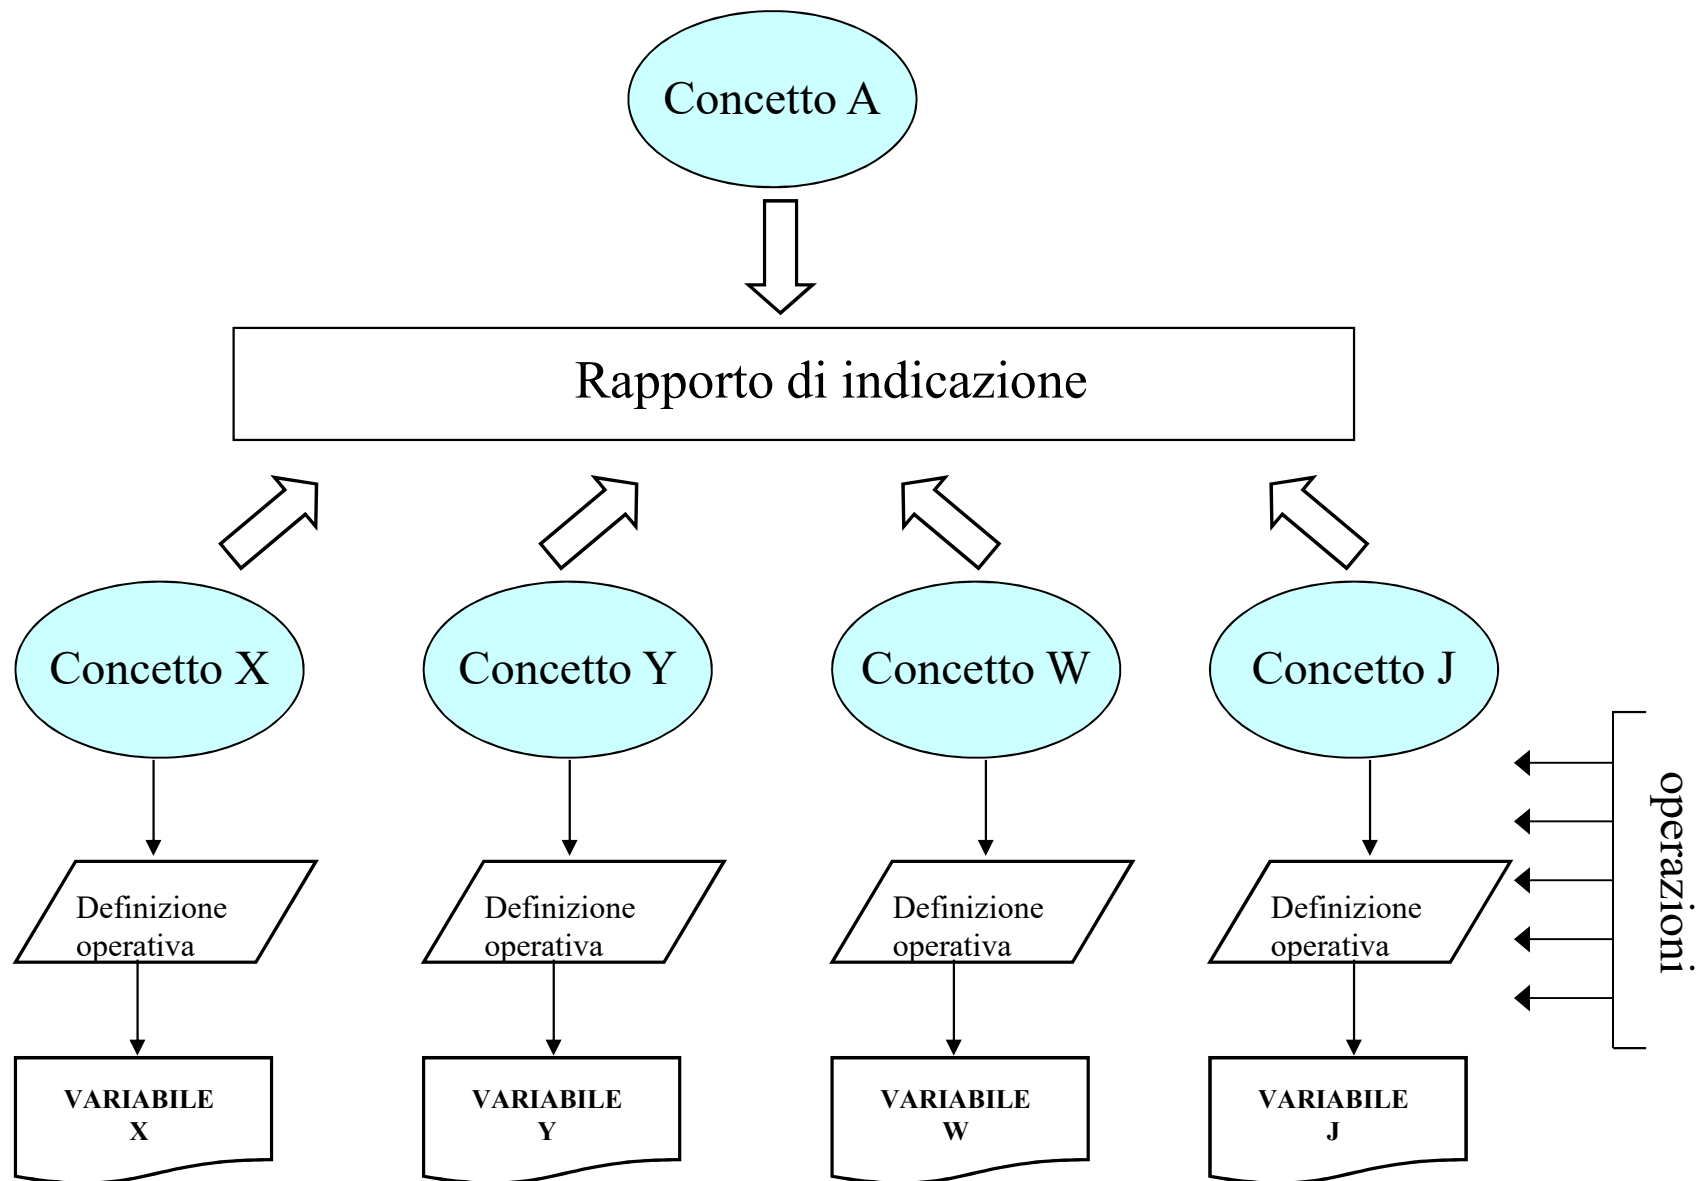 Concetto A
Rapporto di indicazione
Concetto X
Concetto Y
Concetto W
Concetto J
operazioni
Definizione
operativa
Definizione
operativa
Definizione
operativa
Definizione
operativa
VARIABILE
X
VARIABILE
Y
VARIABILE
W
VARIABILE
J